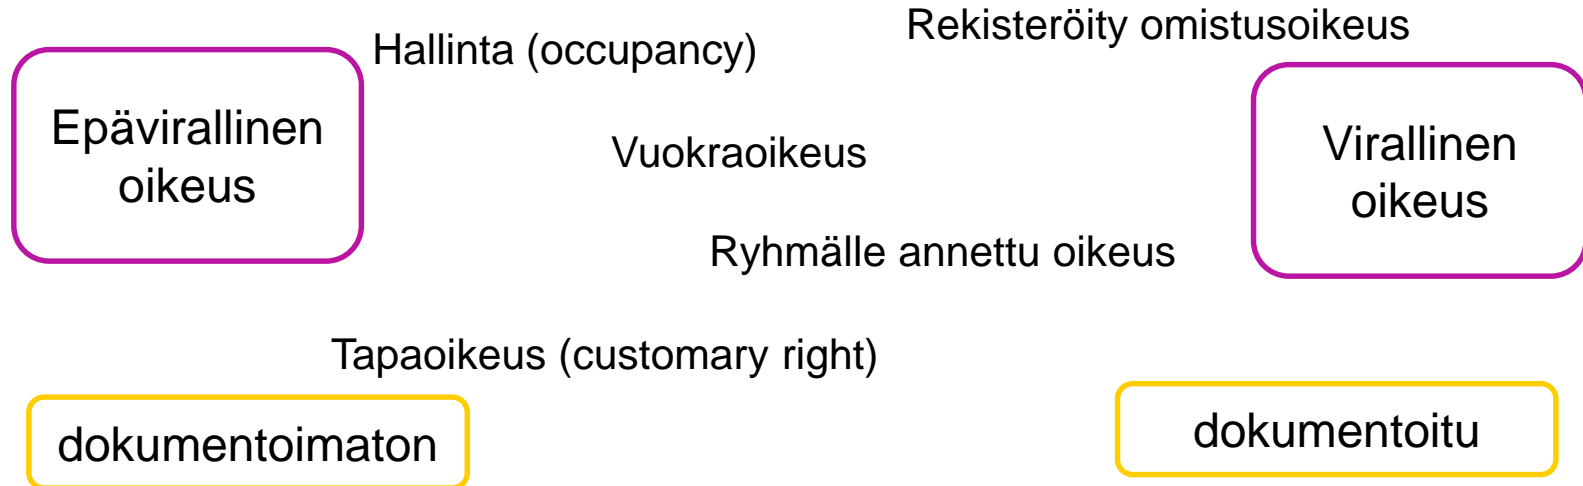 Rekisteröity omistusoikeus
Hallinta (occupancy)
Epävirallinen
oikeus
Vuokraoikeus
Virallinen
oikeus
Ryhmälle annettu oikeus
Tapaoikeus (customary right)
dokumentoimaton
dokumentoitu